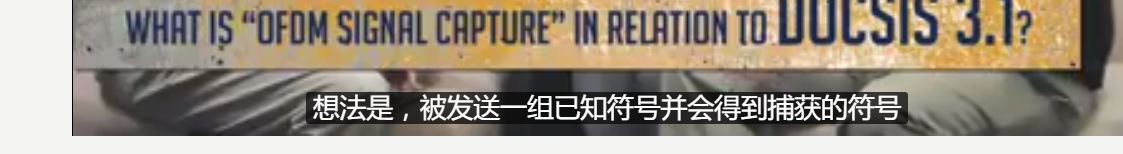 WHAT IS “OFDM SIGNAL CAPTURE” IN RELATION TO DOCSIS 3.1?
想法是，被发送一组已知符号并会得到捕获的符号